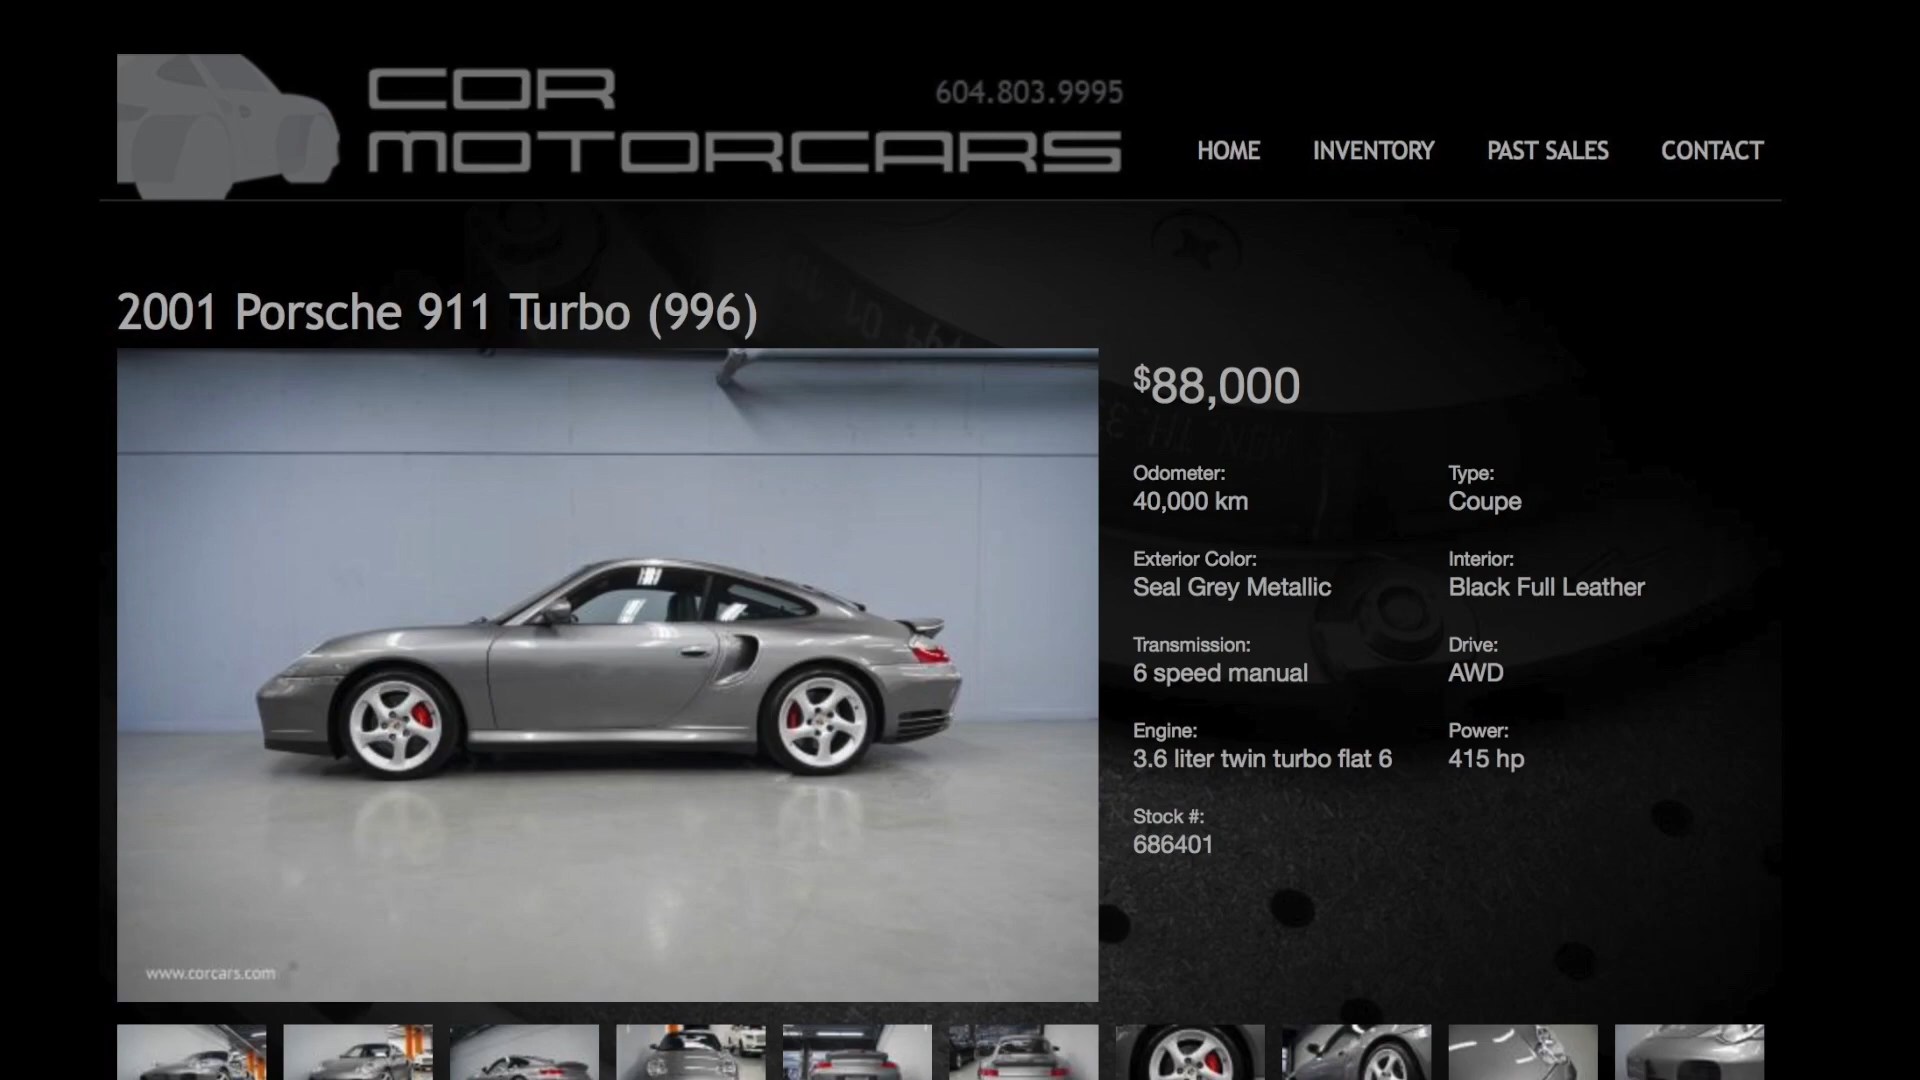 COR
604.803.9995
MOTORCARS
HOME
INVENTORY
PAST SALES
CONTACT
2001 Porsche 911 Turbo (996)
$88,000
Odometer:
40,000 km
Type:
Coupe
Exterior Color:
Seal Grey Metallic
Interior:
Black Full Leather
Transmission:
6 speed manual
Drive:
AWD
Engine:
3.6 liter twin turbo flat 6
Power:
415 hp
Stock #:
686401
www.corcars.com